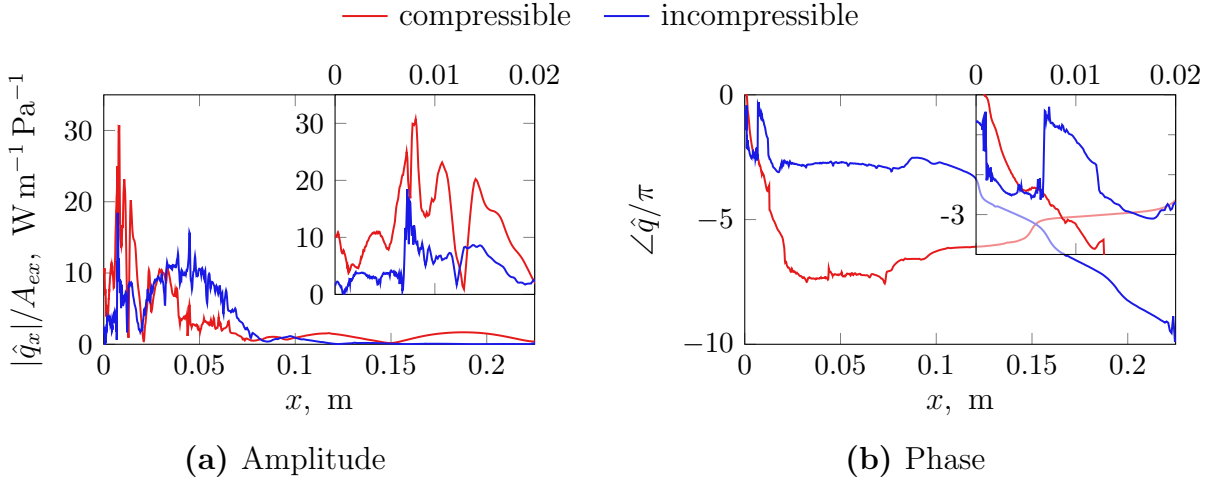 compressible incompressible
0 0.01 0.02
0 0.01 0.02
|q̂ₓ|/A_{ex}, W m⁻¹ Pa⁻¹
30
20
10
0
30
20
10
0
0 0.05 0.1 0.15 0.2
x, m
∠q̂/π
0
−5
−10
-3
0 0.05 0.1 0.15 0.2
x, m
(a) Amplitude
(b) Phase